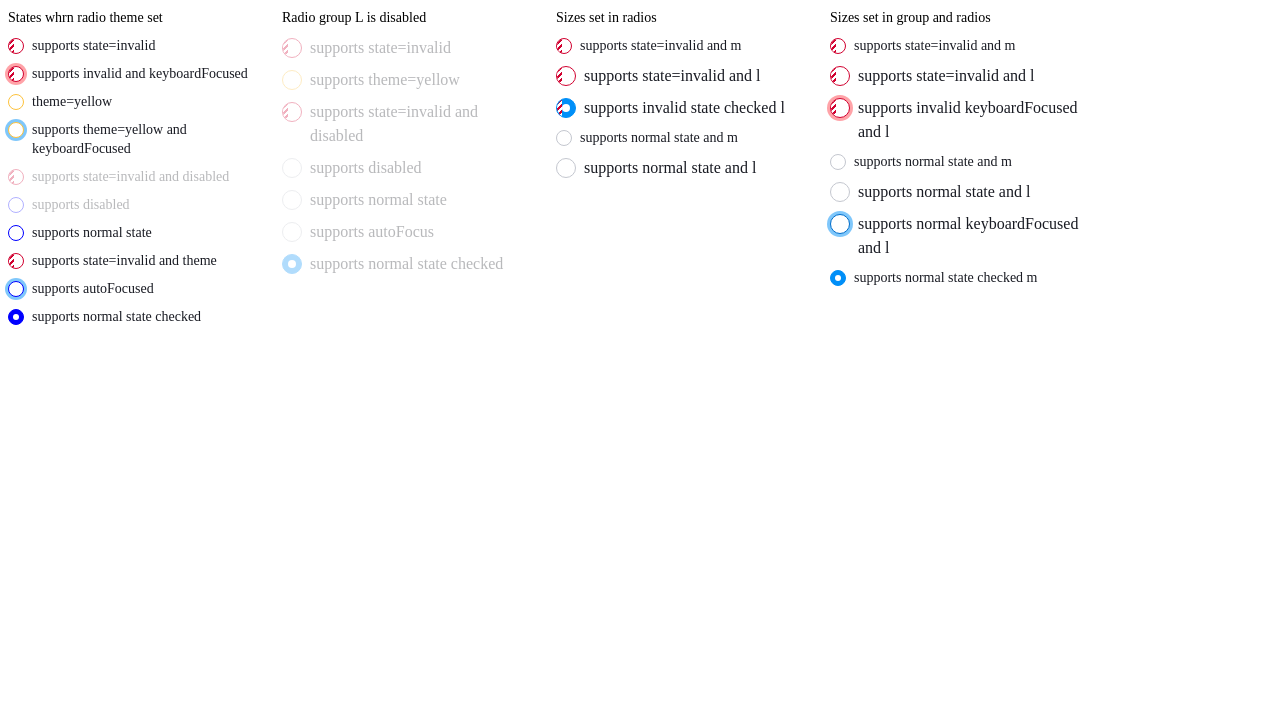 States whrn radio theme set
supports state=invalid
supports invalid and keyboardFocused
theme=yellow
supports theme=yellow and
keyboardFocused
supports state=invalid and disabled
supports disabled
supports normal state
supports state=invalid and theme
supports autoFocused
supports normal state checked
Radio group L is disabled
supports state=invalid
supports theme=yellow
supports state=invalid and
disabled
supports disabled
supports normal state
supports autoFocus
supports normal state checked
Sizes set in radios
supports state=invalid and m
supports state=invalid and l
supports invalid state checked l
supports normal state and m
supports normal state and l
Sizes set in group and radios
supports state=invalid and m
supports state=invalid and l
supports invalid keyboardFocused
and l
supports normal state and m
supports normal state and l
supports normal keyboardFocused
and l
supports normal state checked m